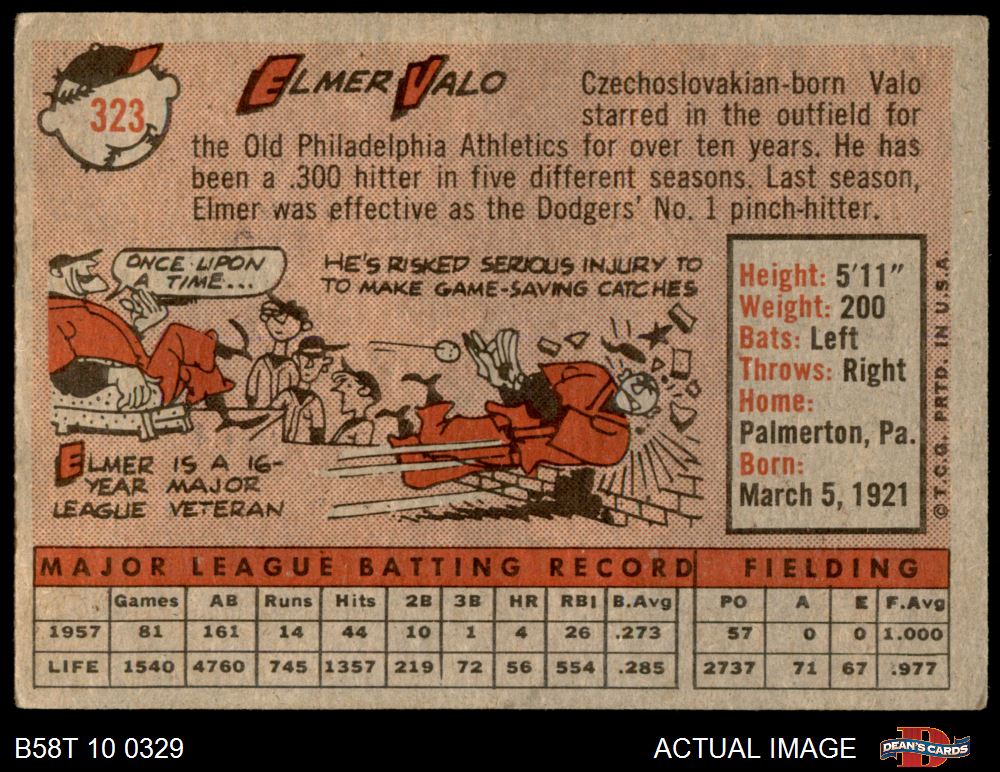 323
ELMER VALO
Czechoslovakian-born Valo
starred in the outfield for
the Old Philadelphia Athletics for over ten years. He has
been a .300 hitter in five different seasons. Last season,
Elmer was effective as the Dodgers' No. 1 pinch-hitter.
ONCE UPON
A TIME...
HE'S RISKED SERIOUS INJURY TO
TO MAKE GAME-SAVING CATCHES
ELMER IS A 16-
YEAR MAJOR
LEAGUE VETERAN
Height: 5'11"
Weight: 200
Bats: Left
Throws: Right
Home:
Palmerton, Pa.
Born:
March 5, 1921
© T.C.G. PRTD. IN U.S.A.
MAJOR LEAGUE BATTING RECORD FIELDING
Games AB Runs Hits 2B 3B HR RBI B.Avg PO A E F.Avg
1957 81 161 14 44 10 1 4 26 .273 57 0 0 1.000
LIFE 1540 4760 745 1357 219 72 56 554 .285 2737 71 67 .977
B58T 10 0329
ACTUAL IMAGE
D
DEAN'S CARDS